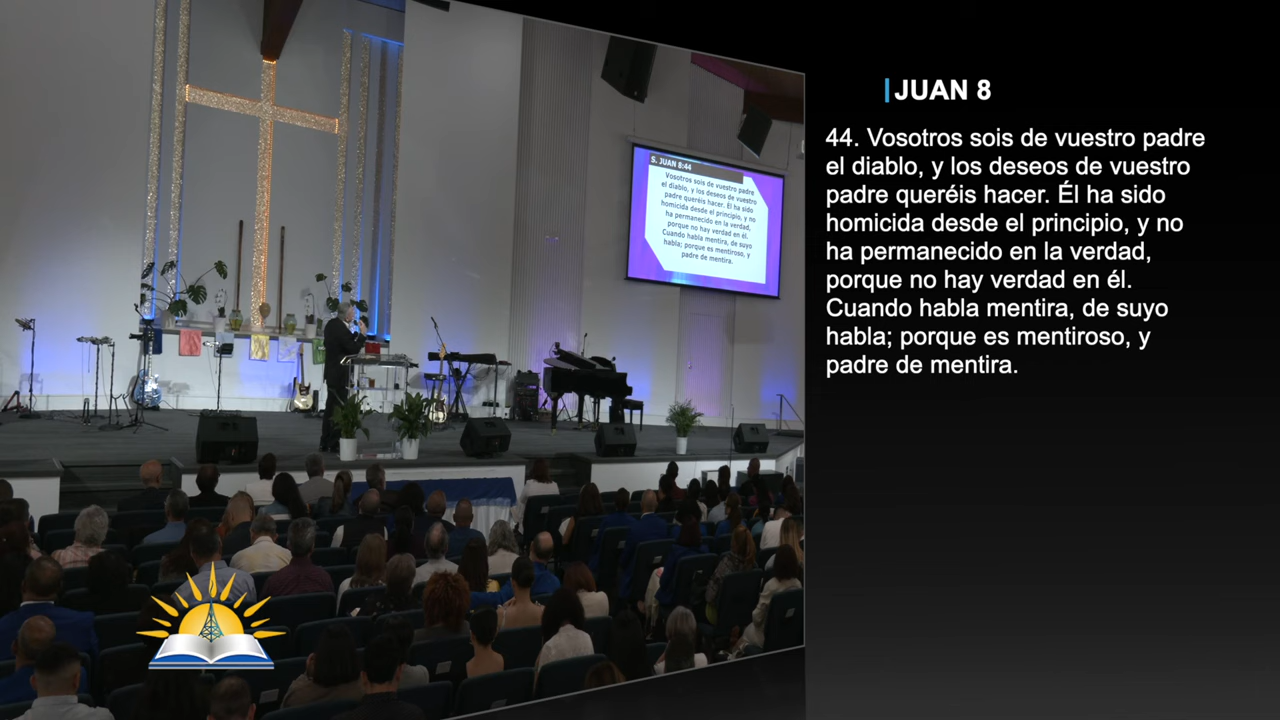 S. JUAN 8:44
Vosotros sois de vuestro padre
el diablo, y los deseos de vuestro
padre queréis hacer. Él ha sido
homicida desde el principio, y no
ha permanecido en la verdad,
porque no hay verdad en él.
Cuando habla mentira, de suyo
habla; porque es mentiroso, y
padre de mentira.
JUAN 8
44. Vosotros sois de vuestro padre
el diablo, y los deseos de vuestro
padre queréis hacer. Él ha sido
homicida desde el principio, y no
ha permanecido en la verdad,
porque no hay verdad en él.
Cuando habla mentira, de suyo
habla; porque es mentiroso, y
padre de mentira.